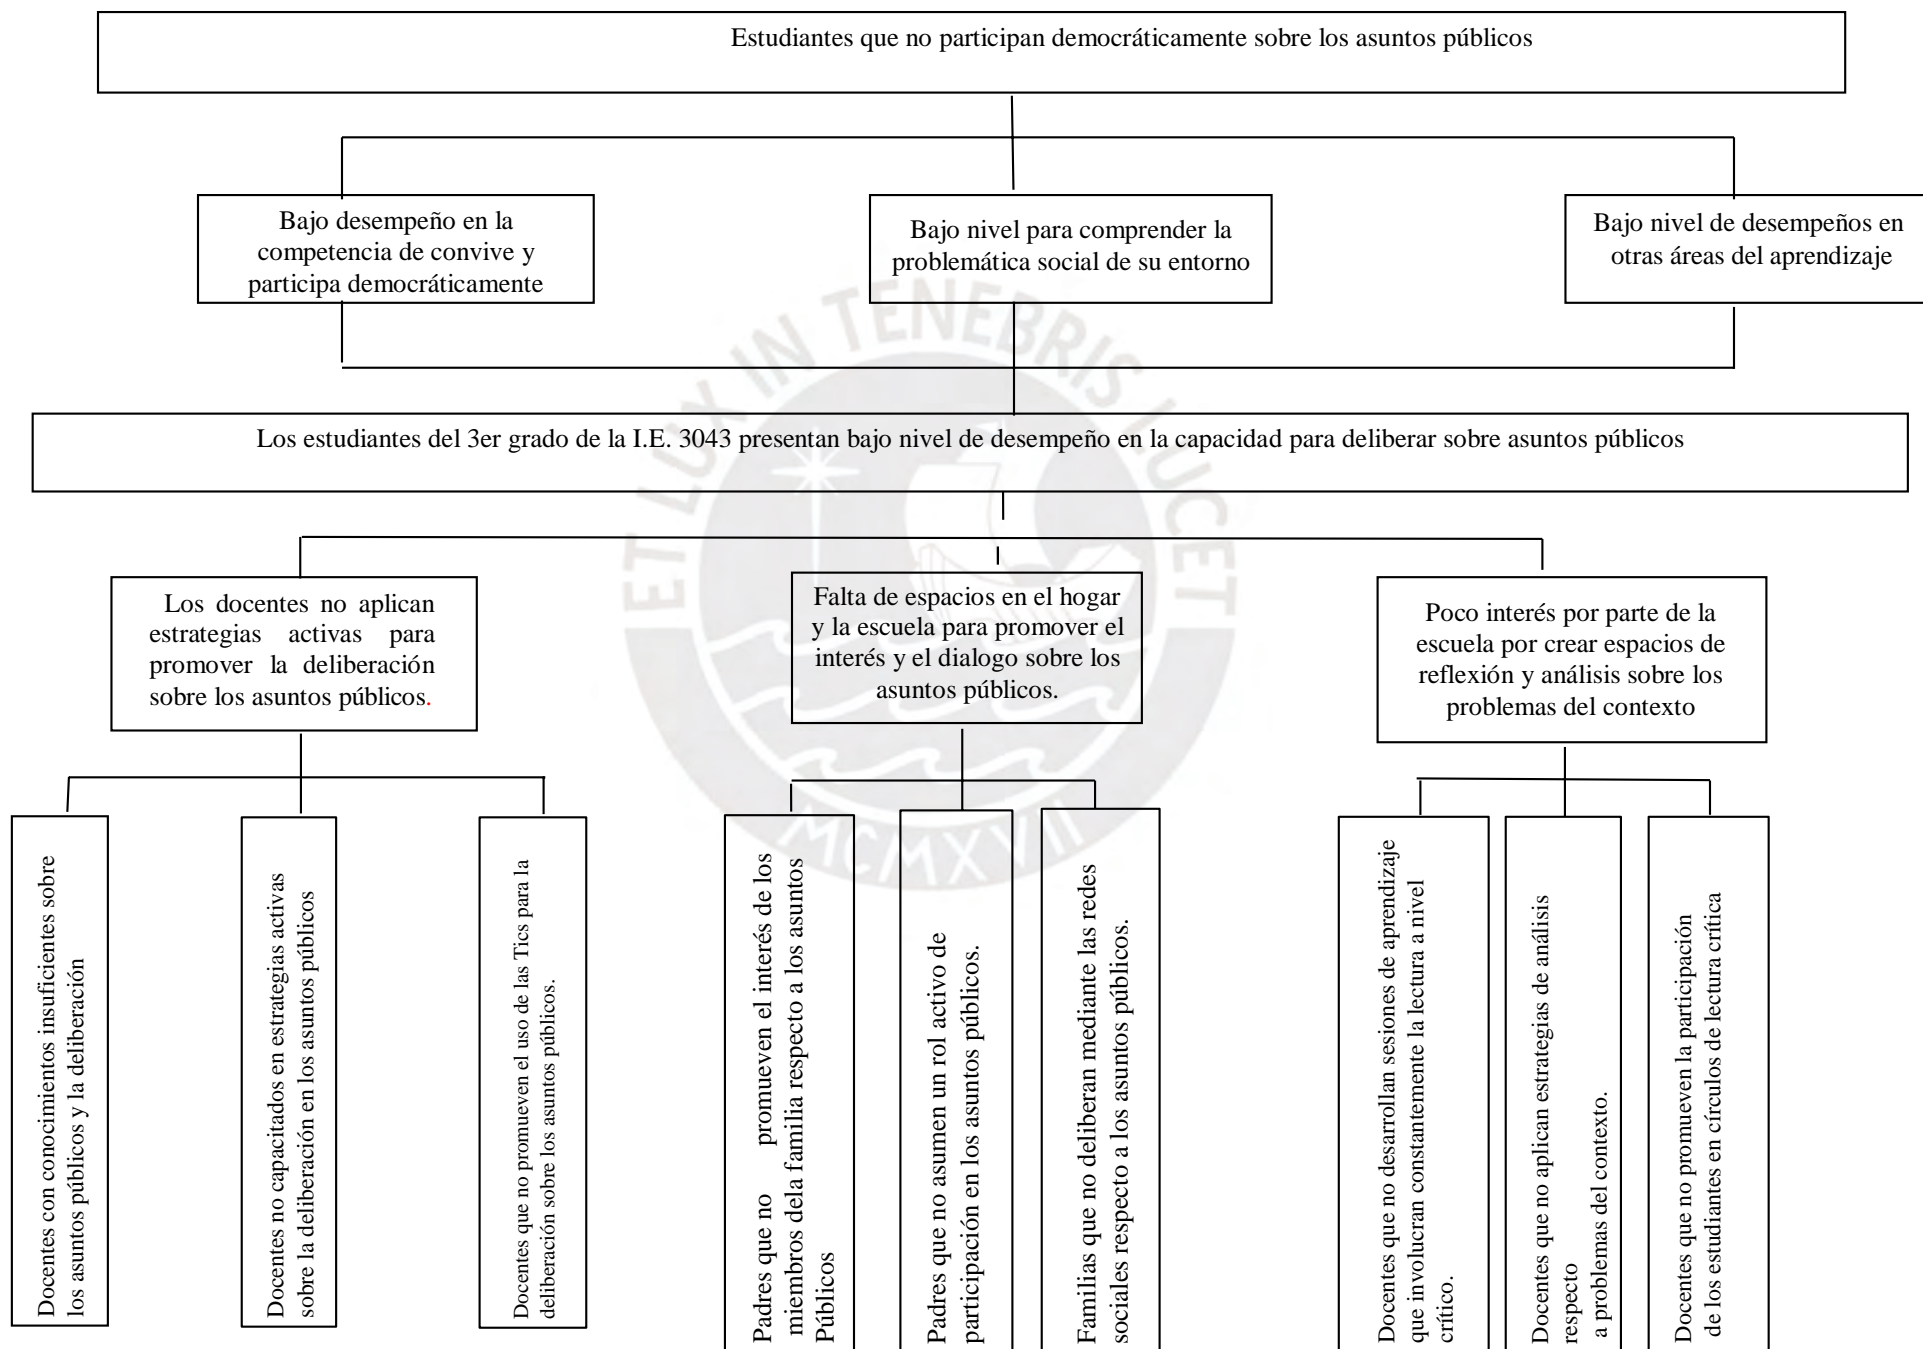 Estudiantes que no participan democráticamente sobre los asuntos públicos
Bajo desempeño en la
competencia de convive y
participa democráticamente
Bajo nivel para comprender la
problemática social de su entorno
Bajo nivel de desempeños en
otras áreas del aprendizaje
ET LUX IN TENEBRIS LUCET
Los estudiantes del 3er grado de la I.E. 3043 presentan bajo nivel de desempeño en la capacidad para deliberar sobre asuntos públicos
Los docentes no aplican
estrategias activas para
promover la deliberación
sobre los asuntos públicos.
Falta de espacios en el hogar
y la escuela para promover el
interés y el dialogo sobre los
asuntos públicos.
Poco interés por parte de la
escuela por crear espacios de
reflexión y análisis sobre los
problemas del contexto
MCMXVII
Docentes con conocimientos insuficientes sobre
los asuntos públicos y la deliberación
Docentes no capacitados en estrategias activas
sobre la deliberación en los asuntos públicos
Docentes que no promueven el uso de las Tics para la
deliberación sobre los asuntos públicos.
Padres que no promueven el interés de los
miembros dela familia respecto a los asuntos
Públicos
Padres que no asumen un rol activo de
participación en los asuntos públicos.
Familias que no deliberan mediante las redes
sociales respecto a los asuntos públicos.
Docentes que no desarrollan sesiones de aprendizaje
que involucran constantemente la lectura a nivel
crítico.
Docentes que no aplican estrategias de análisis
respecto
a problemas del contexto.
Docentes que no promueven la participación
de los estudiantes en círculos de lectura crítica